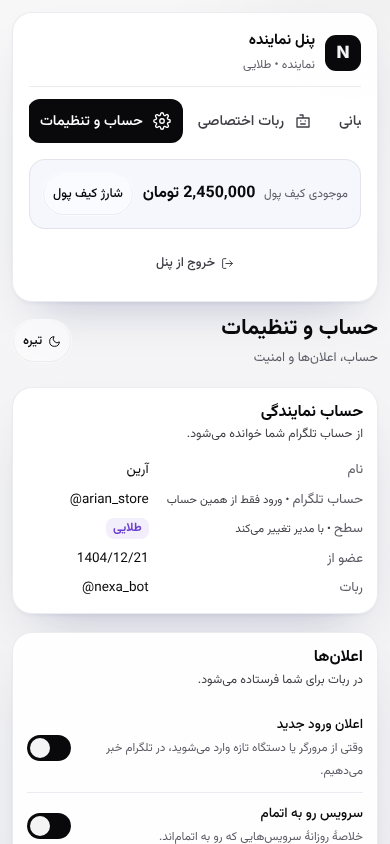 N
پنل نماینده
نماینده • طلایی
بانی
ربات اختصاصی
حساب و تنظیمات
موجودی کیف پول 2,450,000 تومان
شارژ کیف پول
خروج از پنل
حساب و تنظیمات
تیره
حساب، اعلان‌ها و امنیت
حساب نمایندگی
از حساب تلگرام شما خوانده می‌شود.
نام آرین
حساب تلگرام • ورود فقط از همین حساب @arian_store
سطح • با مدیر تغییر می‌کند طلایی
عضو از 1404/12/21
ربات @nexa_bot
اعلان‌ها
در ربات برای شما فرستاده می‌شود.
اعلان ورود جدید
وقتی از مرورگر یا دستگاه تازه وارد می‌شوید، در تلگرام خبر
می‌دهیم.
سرویس رو به اتمام
خلاصهٔ روزانهٔ سرویس‌هایی که رو به اتمام‌اند.